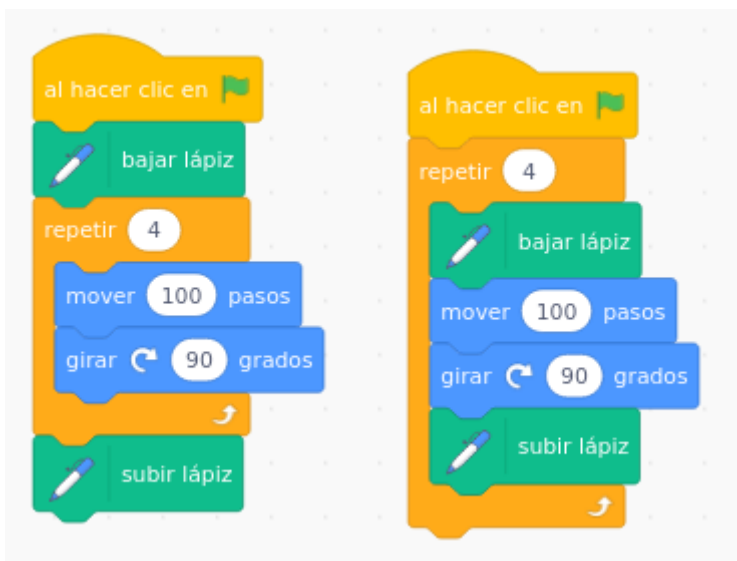 al hacer clic en
bajar lápiz
repetir 4
mover 100 pasos
girar 90 grados
subir lápiz
al hacer clic en
repetir 4
bajar lápiz
mover 100 pasos
girar 90 grados
subir lápiz